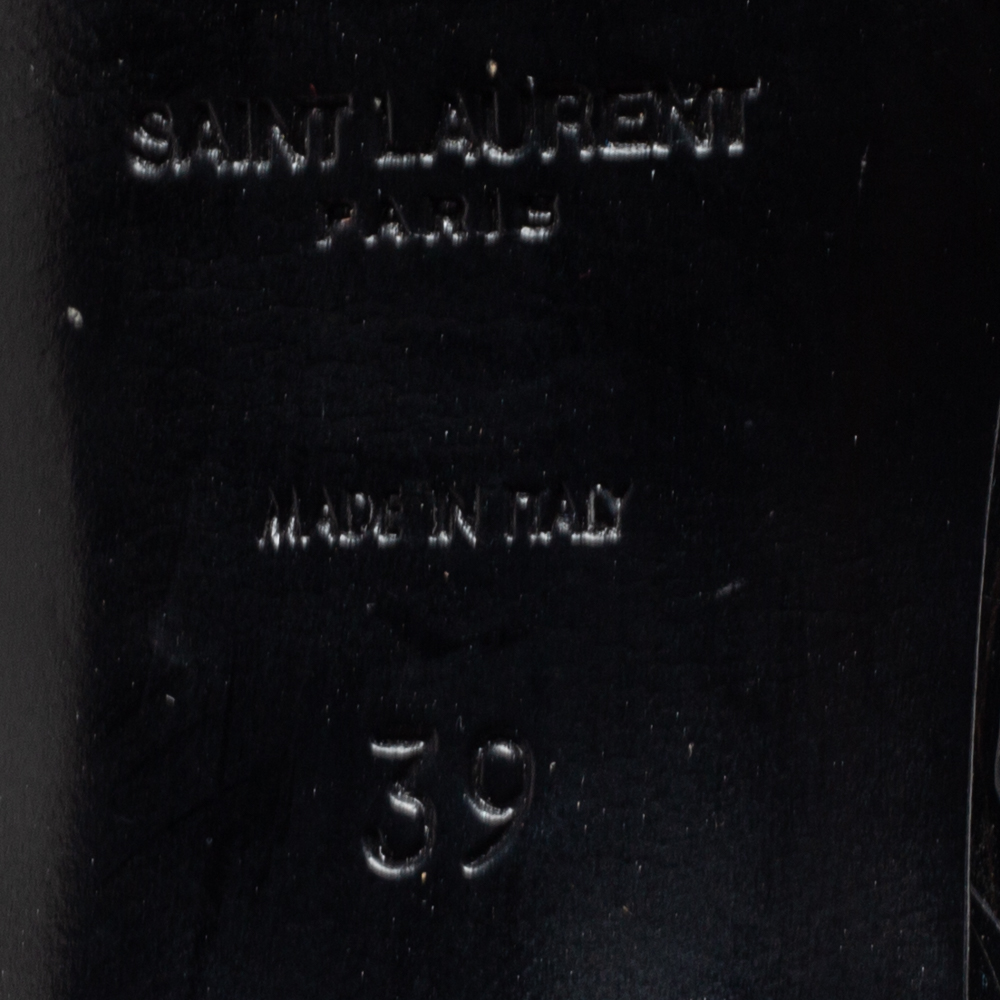 SAINT LAURENT
PARIS
MADE IN ITALY
39